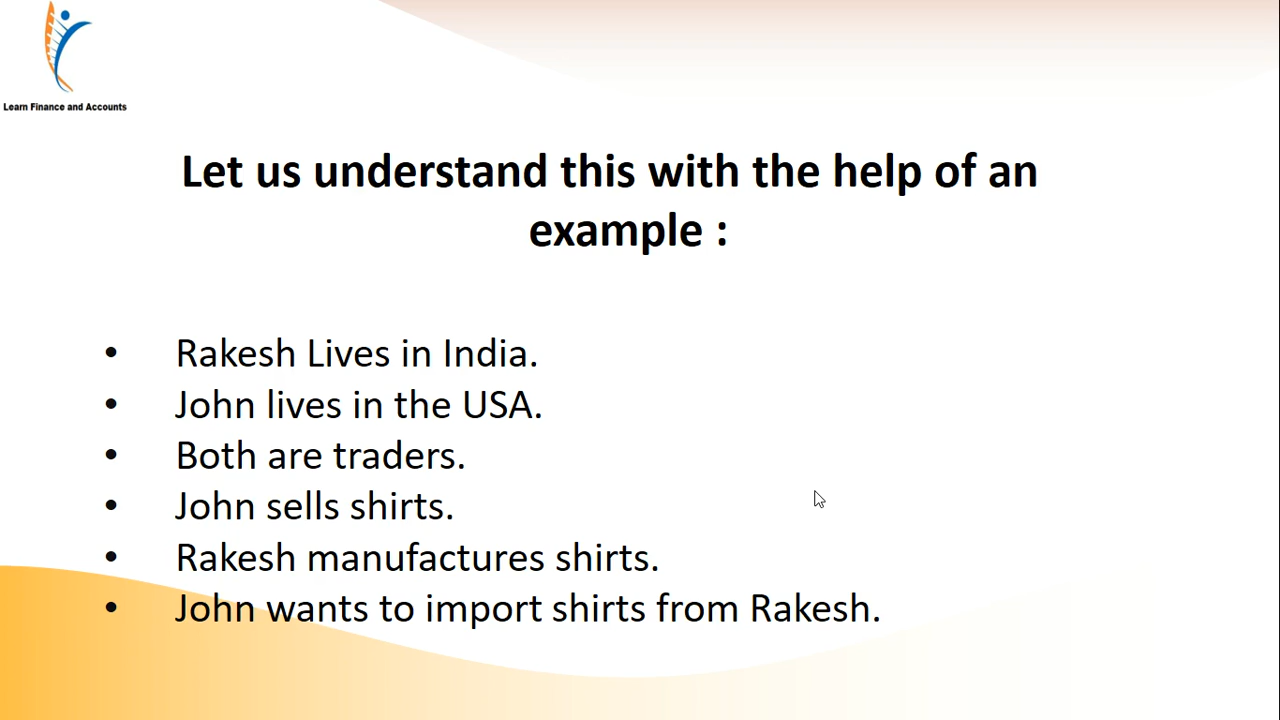 Learn Finance and Accounts
Let us understand this with the help of an
example :
• Rakesh Lives in India.
• John lives in the USA.
• Both are traders.
• John sells shirts.
• Rakesh manufactures shirts.
• John wants to import shirts from Rakesh.